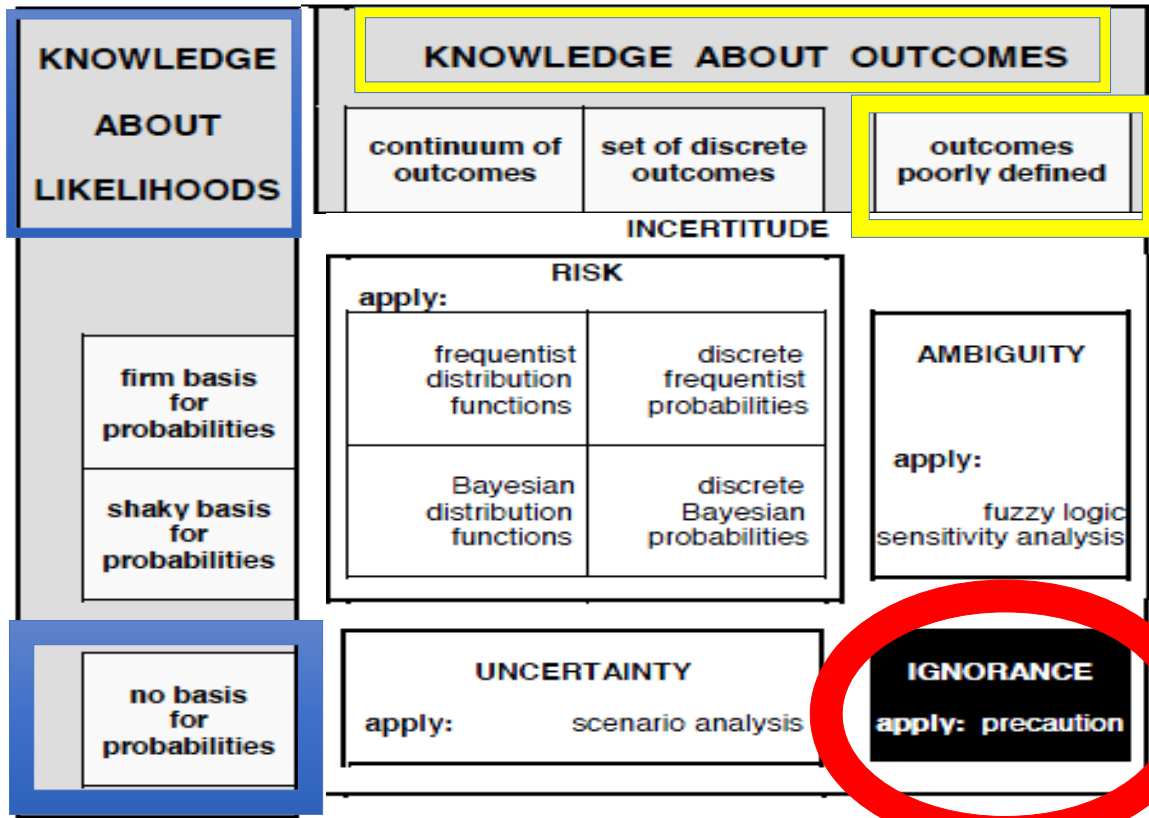 KNOWLEDGE
ABOUT
LIKELIHOODS
KNOWLEDGE ABOUT OUTCOMES
continuum of
outcomes
set of discrete
outcomes
outcomes
poorly defined
INCERTITUDE
RISK
apply:
firm basis
for
probabilities
frequentist
distribution
functions
discrete
frequentist
probabilities
AMBIGUITY
apply:
fuzzy logic
sensitivity analysis
shaky basis
for
probabilities
Bayesian
distribution
functions
discrete
Bayesian
probabilities
no basis
for
probabilities
UNCERTAINTY
apply: scenario analysis
IGNORANCE
apply: precaution